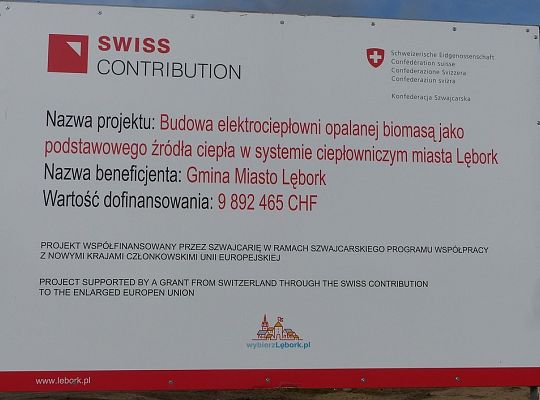 SWISS
CONTRIBUTION
Schweizerische Eidgenossenschaft
Confédération suisse
Confederazione Svizzera
Confederaziun svizra
Konfederacja Szwajcarska
Nazwa projektu: Budowa elektrociepłowni opalanej biomasą jako
podstawowego źródła ciepła w systemie ciepłowniczym miasta Lębork
Nazwa beneficjenta: Gmina Miasto Lębork
Wartość dofinansowania: 9 892 465 CHF
PROJEKT WSPÓŁFINANSOWANY PRZEZ SZWAJCARIĘ W RAMACH SZWAJCARSKIEGO PROGRAMU WSPÓŁPRACY
Z NOWYMI KRAJAMI CZŁONKOWSKIMI UNII EUROPEJSKIEJ
PROJECT SUPPORTED BY A GRANT FROM SWITZERLAND THROUGH THE SWISS CONTRIBUTION
TO THE ENLARGED EUROPEN UNION
wybierzLębork.pl
www.lebork.pl